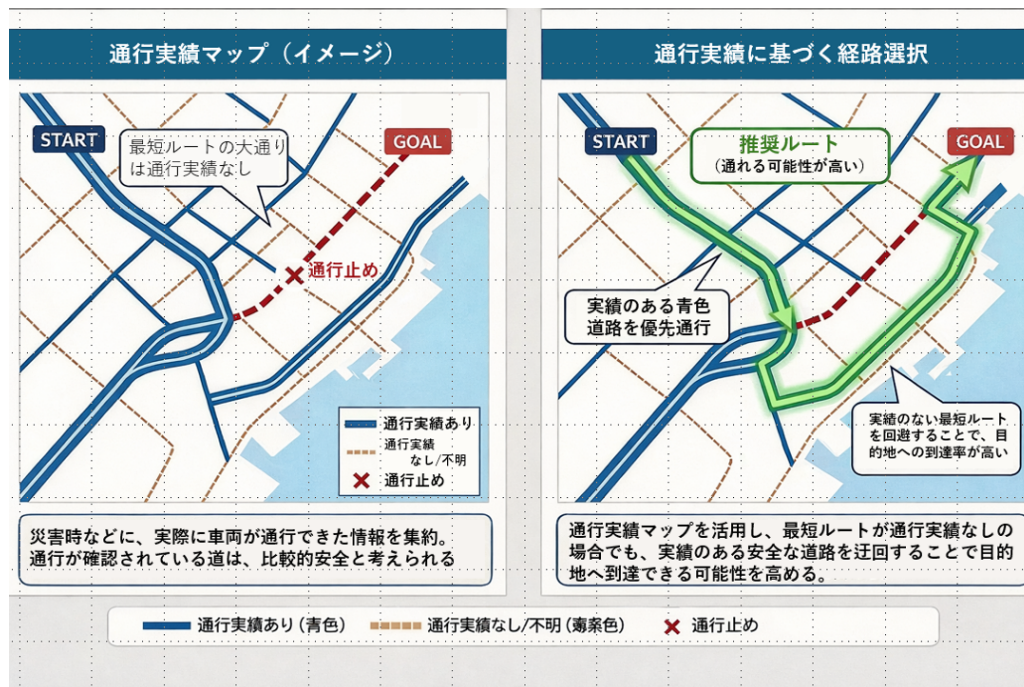 通行実績マップ（イメージ）
START
最短ルートの大通り
は通行実績なし
GOAL
通行止め
通行実績あり
通行実績
なし/不明
通行止め
災害時などに、実際に車両が通行できた情報を集約。
通行が確認されている道は、比較的安全と考えられる
通行実績に基づく経路選択
START
推奨ルート
（通れる可能性が高い）
GOAL
実績のある青色
道路を優先通行
実績のない最短ルート
を回避することで、目
的地への到達率が高い
通行実績マップを活用し、最短ルートが通行実績なしの
場合でも、実績のある安全な道路を迂回することで目的
地へ到達できる可能性を高める。
通行実績あり（青色）
通行実績なし/不明
通行止め